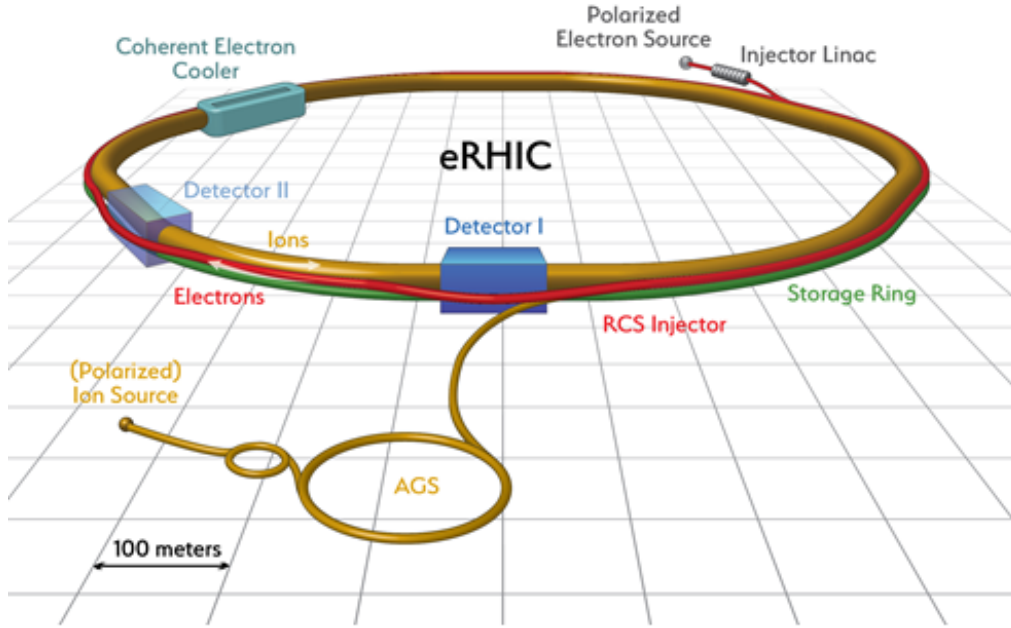 Polarized
Electron Source
Injector Linac
Coherent Electron
Cooler
eRHIC
Detector II
Detector I
Ions
Electrons
Storage Ring
RCS Injector
(Polarized)
Ion Source
AGS
100 meters